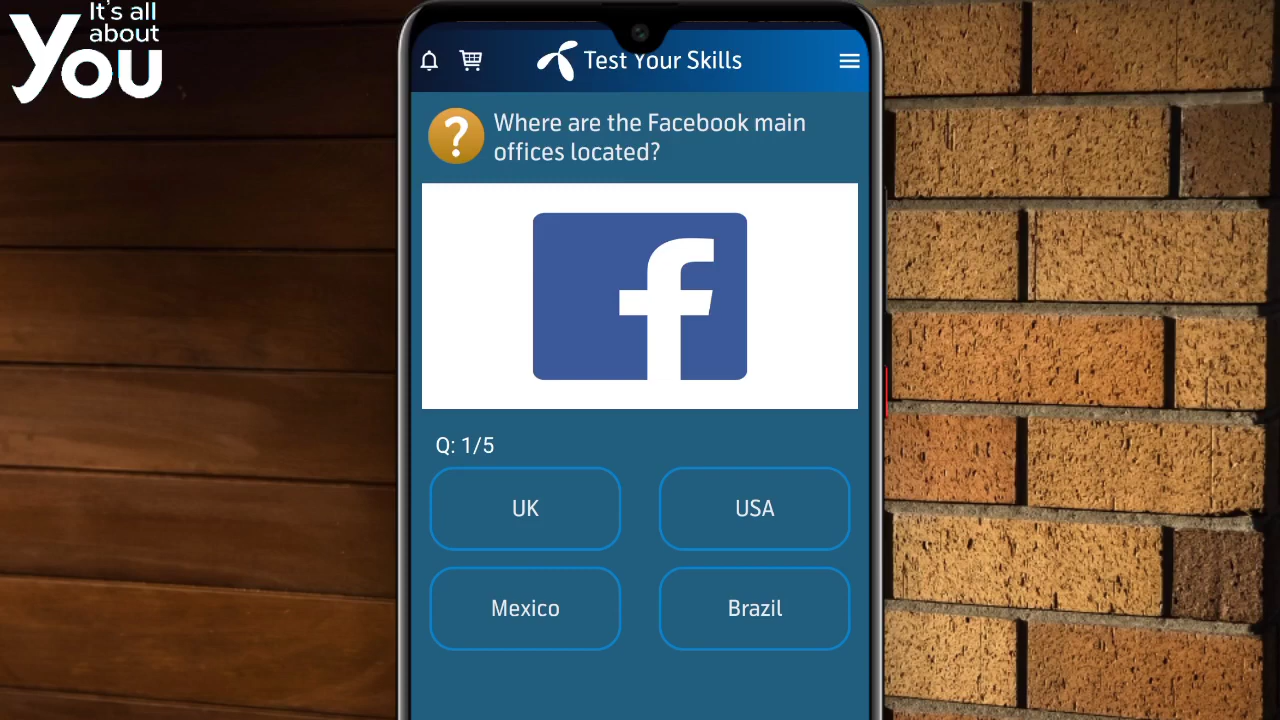 It's all
about
You
Test Your Skills
Where are the Facebook main
offices located?
Q: 1/5
UK
USA
Mexico
Brazil